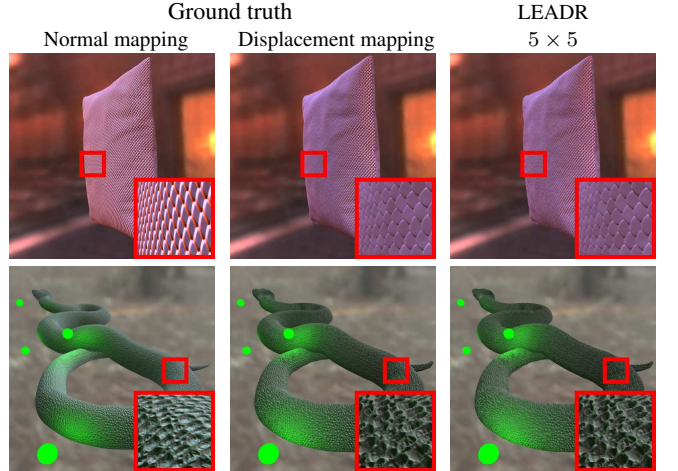 Ground truth
LEADR
Normal mapping
Displacement mapping
5 × 5